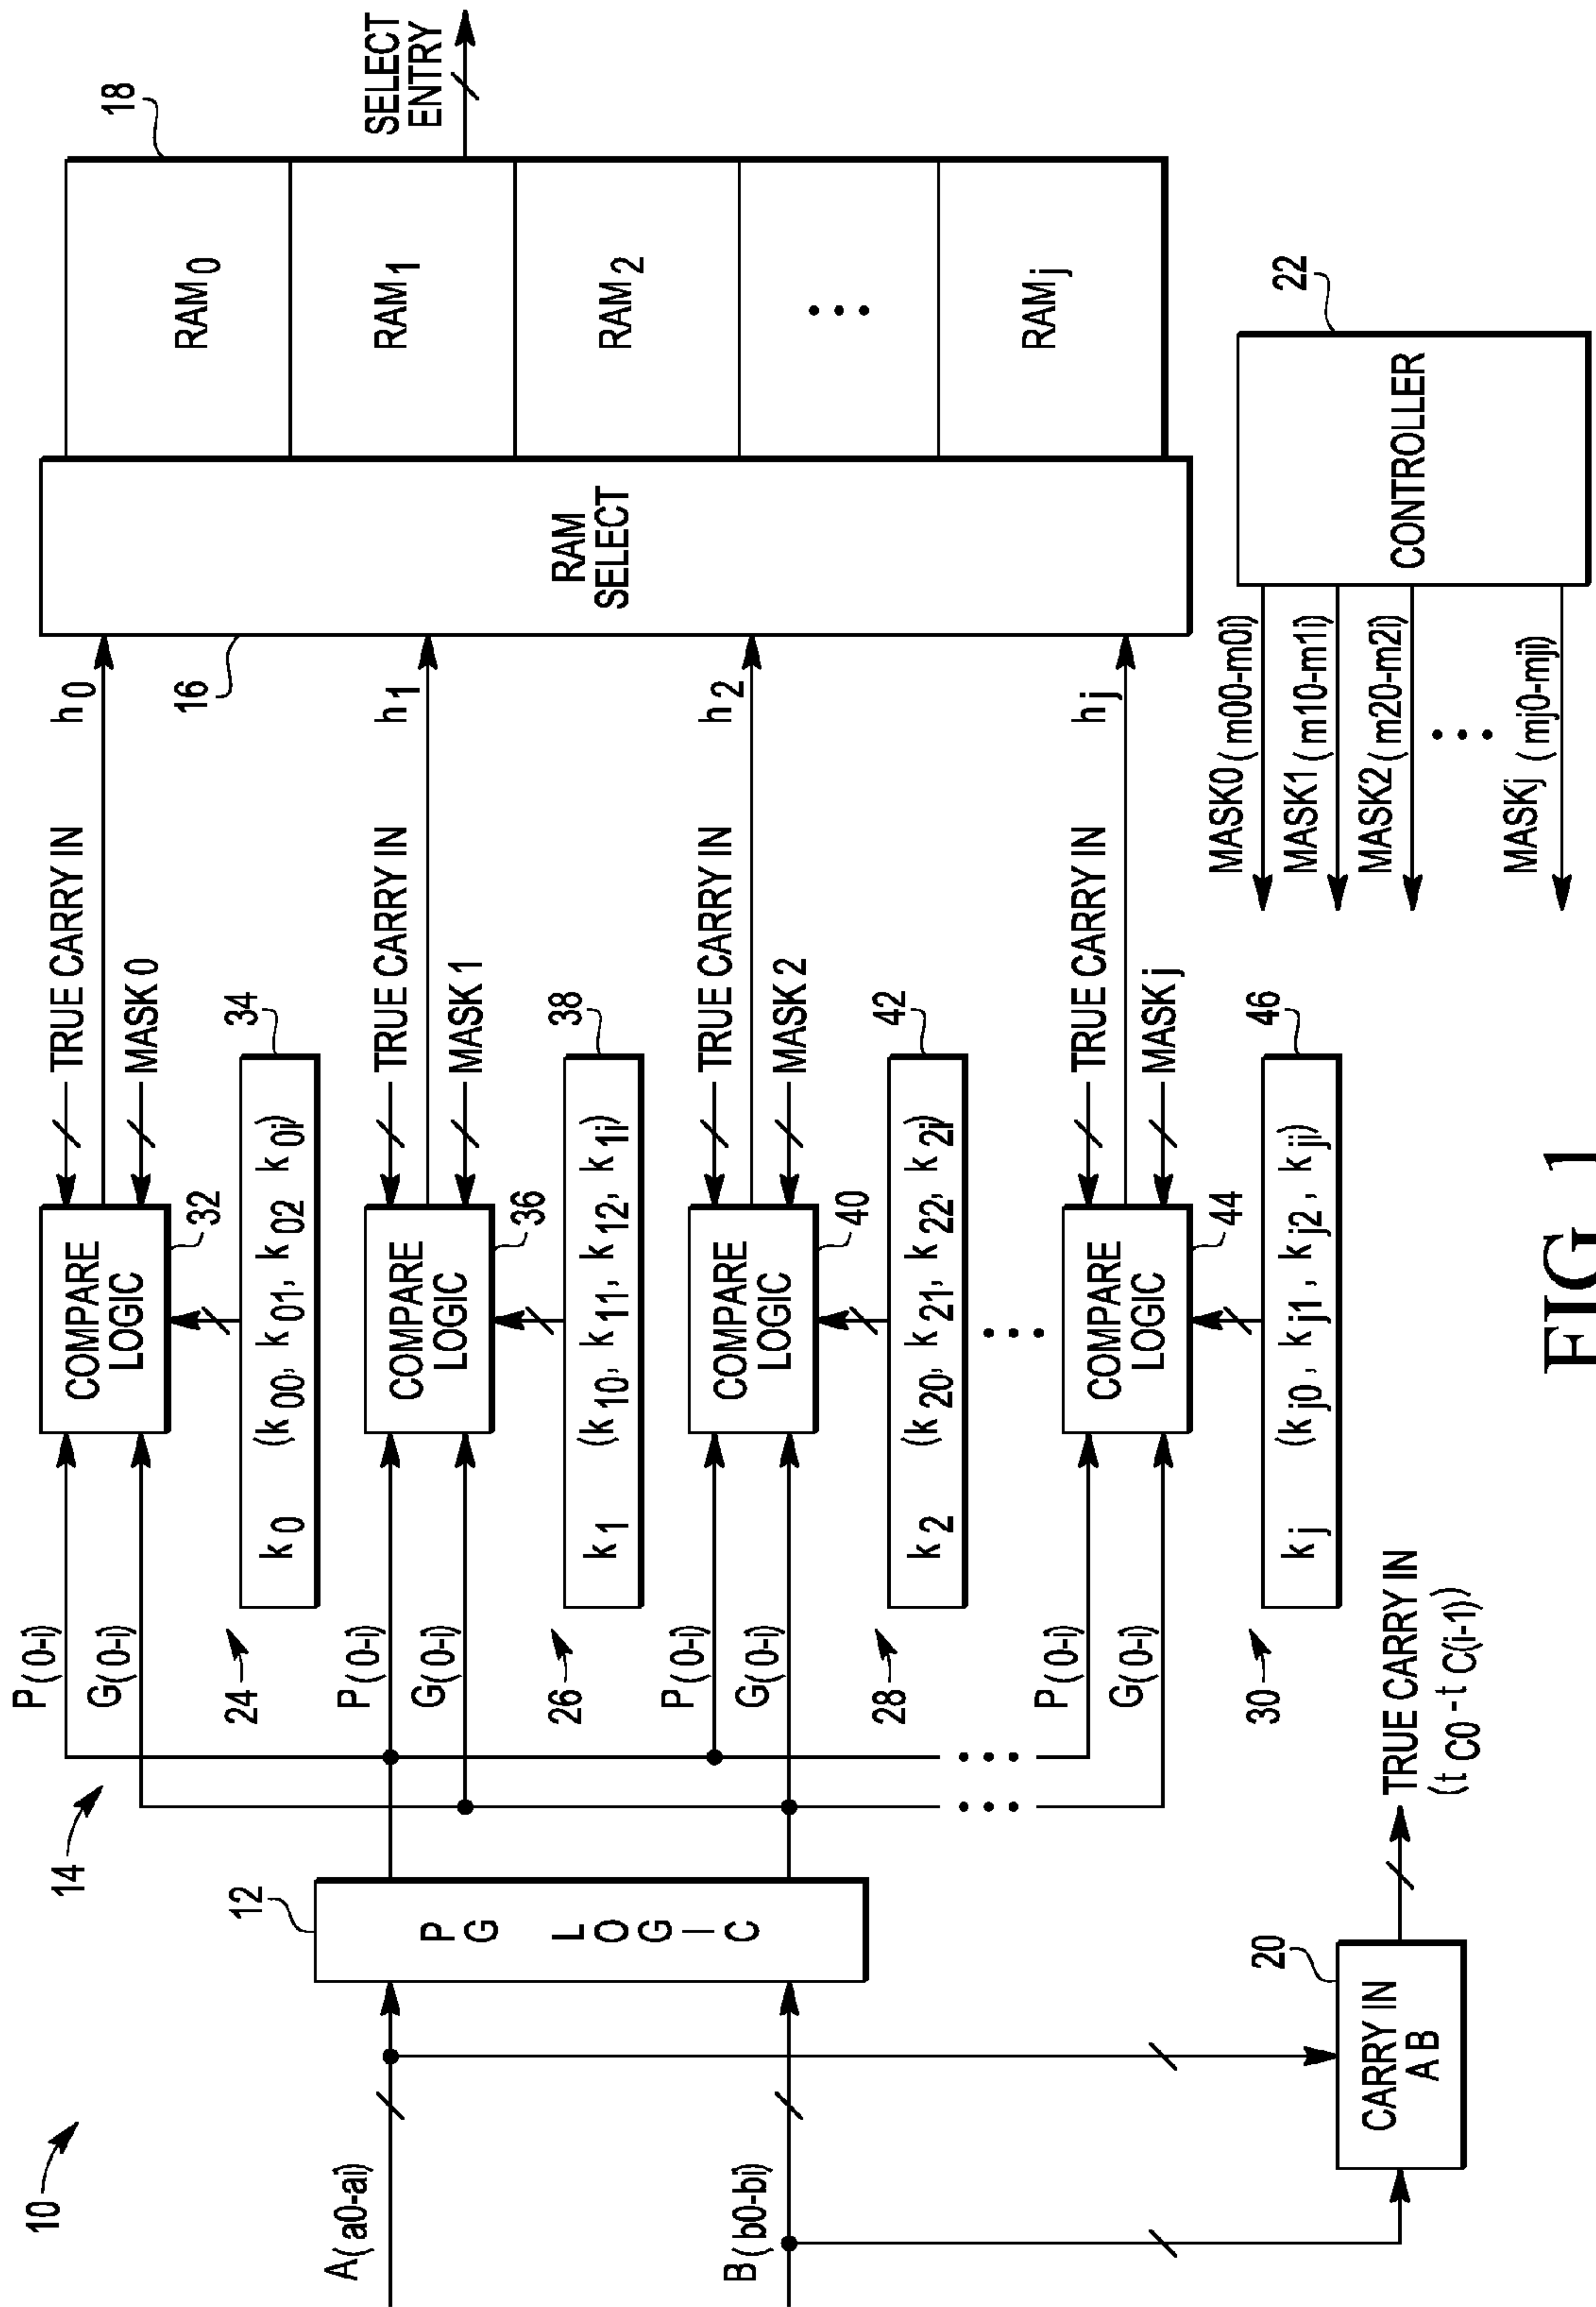 10
14
A(a0-ai)
B(b0-bi)
12
PG LOGIC
20
CARRY IN
A B
TRUE CARRY IN
(tC0-tC(i-1))
P(0-i)
G(0-i)
24
COMPARE
LOGIC
32
TRUE CARRY IN
MASK 0
34
k0 (k00, k01, k02 k0i)
h0
P(0-i)
G(0-i)
26
COMPARE
LOGIC
36
TRUE CARRY IN
MASK 1
38
k1 (k10, k11, k12, k1i)
h1
P(0-i)
G(0-i)
28
COMPARE
LOGIC
40
TRUE CARRY IN
MASK 2
42
k2 (k20, k21, k22, k2i)
h2
P(0-i)
G(0-i)
30
COMPARE
LOGIC
44
TRUE CARRY IN
MASK j
46
kj (kj0, kj1, kj2, kji)
hj
16
RAM
SELECT
18
RAM0
RAM1
RAM2
RAMj
SELECT
ENTRY
22
CONTROLLER
MASK0(m00-m0i)
MASK1(m10-m1i)
MASK2(m20-m2i)
MASKj(mj0-mji)
FIG 1